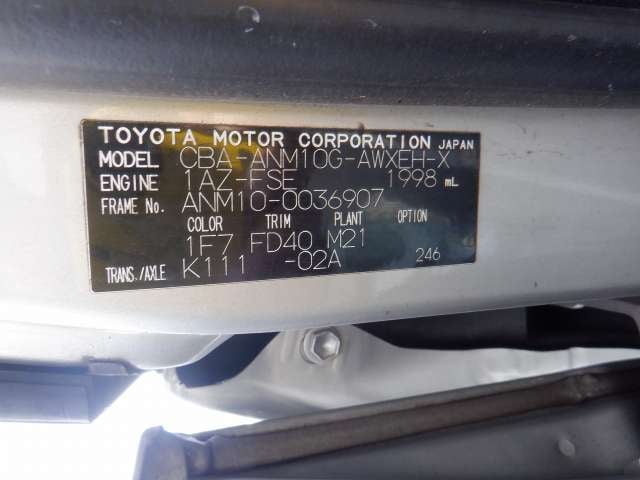 TOYOTA MOTOR CORPORATION JAPAN
MODEL CBA-ANM10G-AWXEH-X
ENGINE 1AZ-FSE 1998 mL
FRAME No. ANM10-0036907
COLOR TRIM PLANT OPTION
1F7 FD40 M21
TRANS./AXLE K111 -02A 246